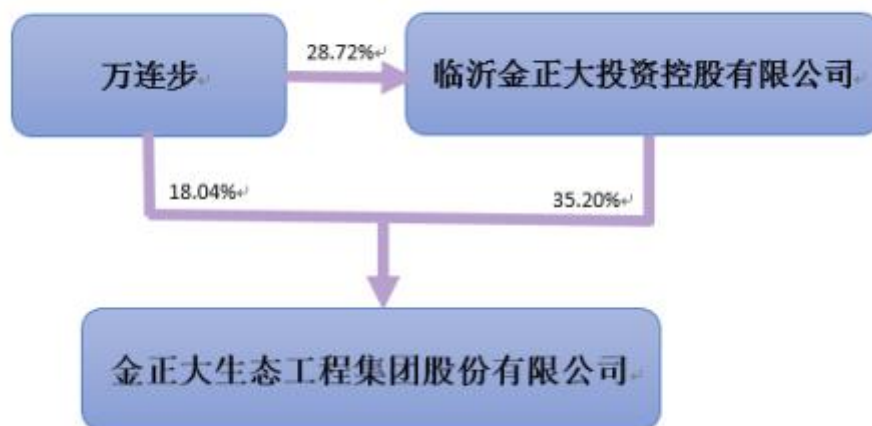 28.72%
万连步
临沂金正大投资控股有限公司
18.04%
35.20%
金正大生态工程集团股份有限公司